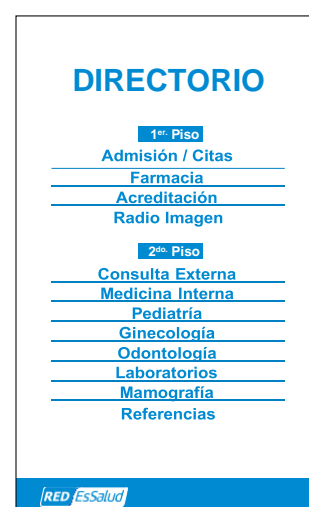 DIRECTORIO
1er. Piso
Admisión / Citas
Farmacia
Acreditación
Radio Imagen
2do. Piso
Consulta Externa
Medicina Interna
Pediatría
Ginecología
Odontología
Laboratorios
Mamografía
Referencias
RED EsSalud